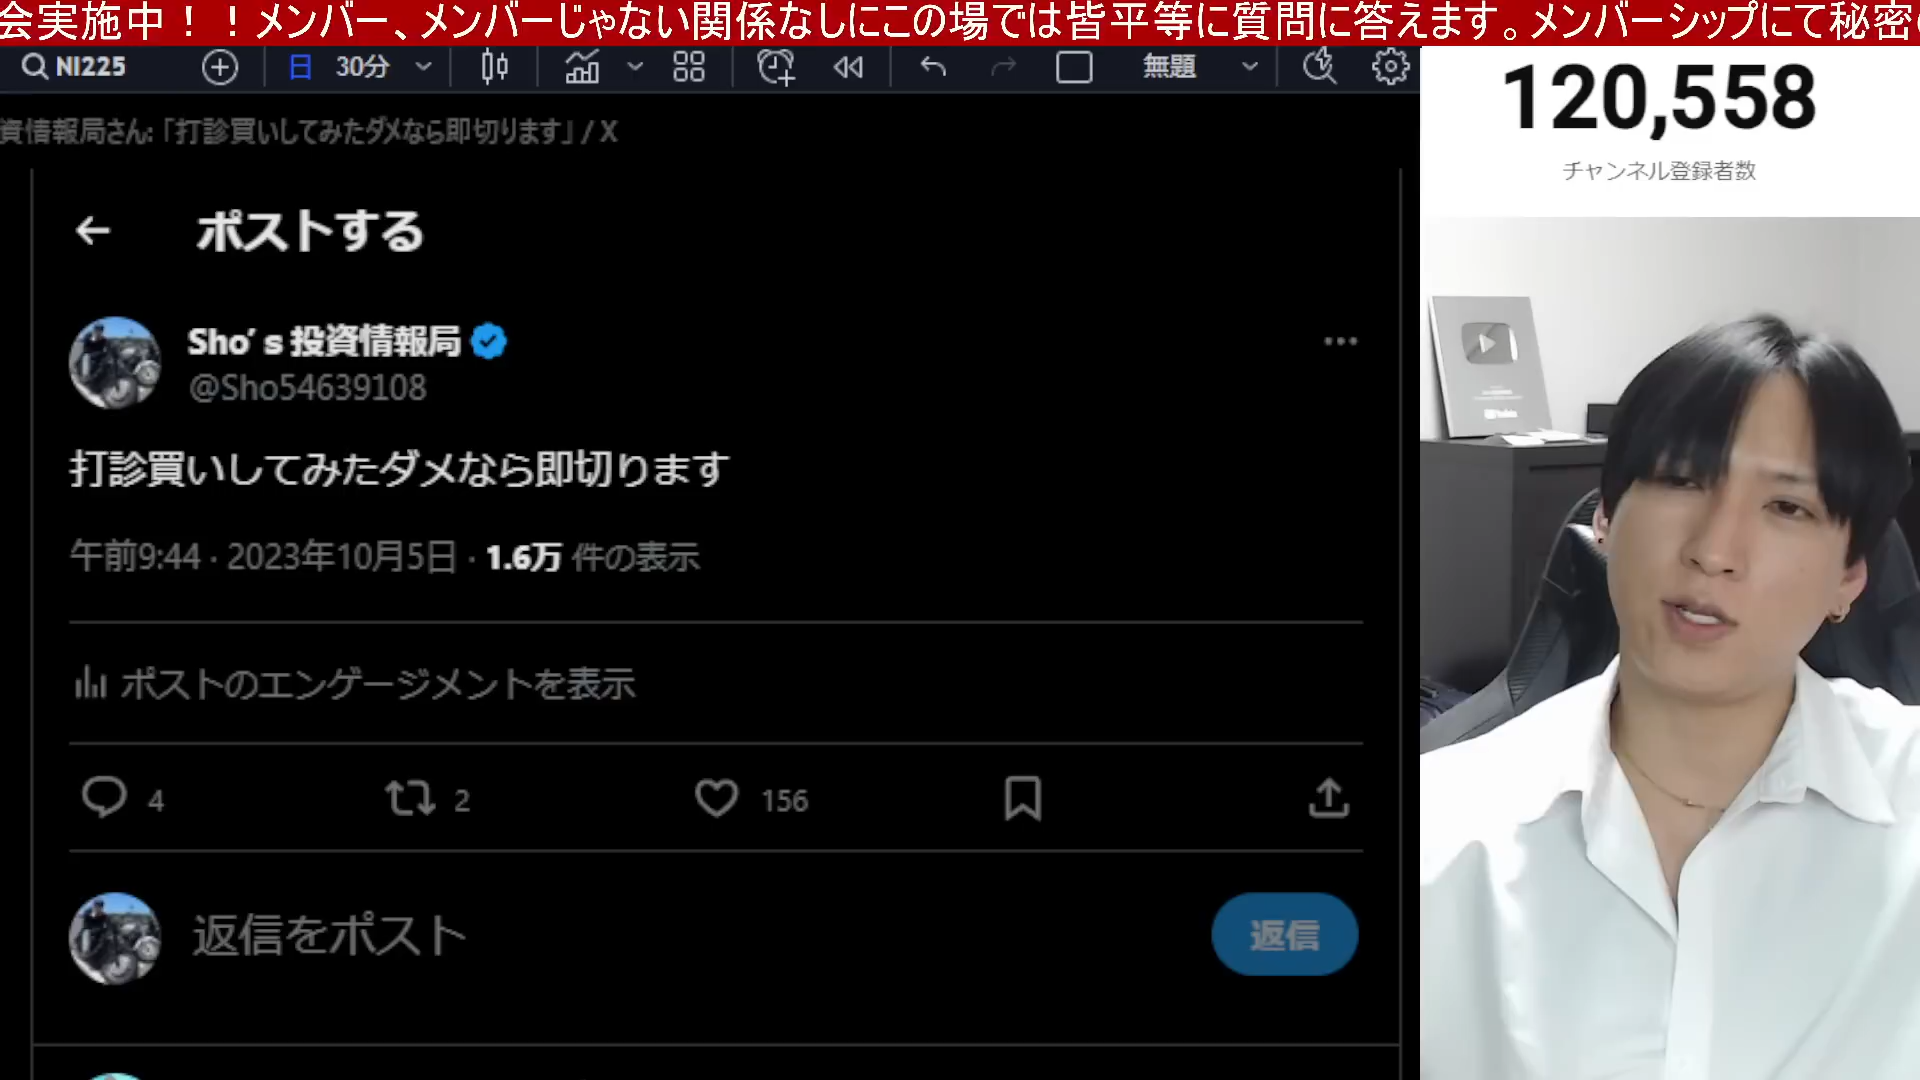 会実施中！！メンバー、メンバーじゃない関係なしにこの場では皆平等に質問に答えます。メンバーシップにて秘密
NI225
日 30分
無題
120,558
チャンネル登録者数
資情報局さん:「打診買いしてみたダメなら即切ります」/ X
ポストする
Sho's 投資情報局
@Sho54639108
打診買いしてみたダメなら即切ります
午前9:44 · 2023年10月5日 · 1.6万 件の表示
ポストのエンゲージメントを表示
4 2 156
返信をポスト
返信